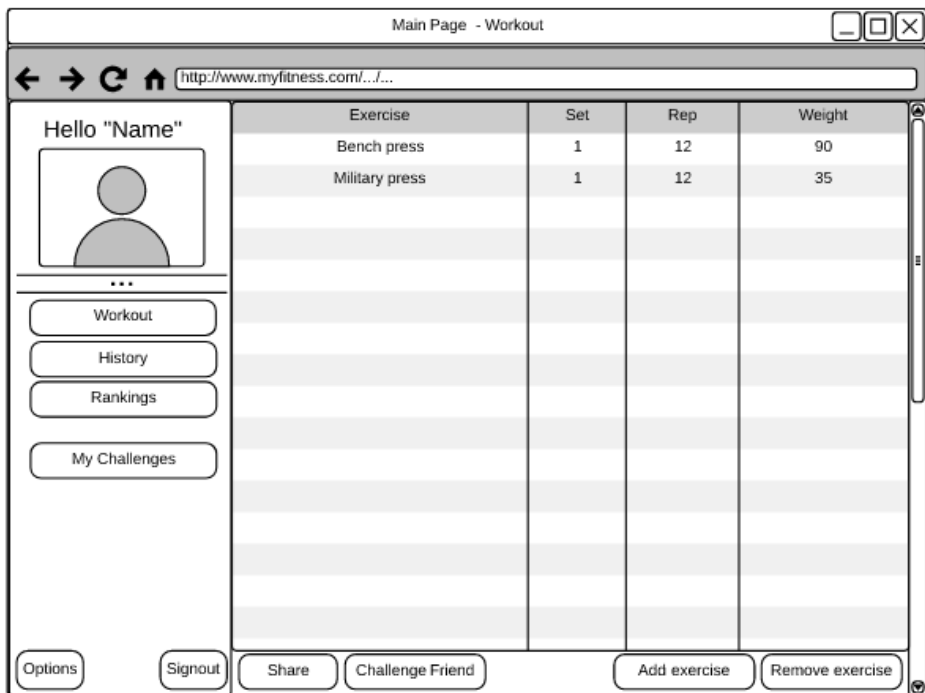 Main Page - Workout
http://www.myfitness.com/.../...
Hello "Name"
...
Workout
History
Rankings
My Challenges
Options
Signout
Exercise Set Rep Weight
Bench press 1 12 90
Military press 1 12 35
Share
Challenge Friend
Add exercise
Remove exercise